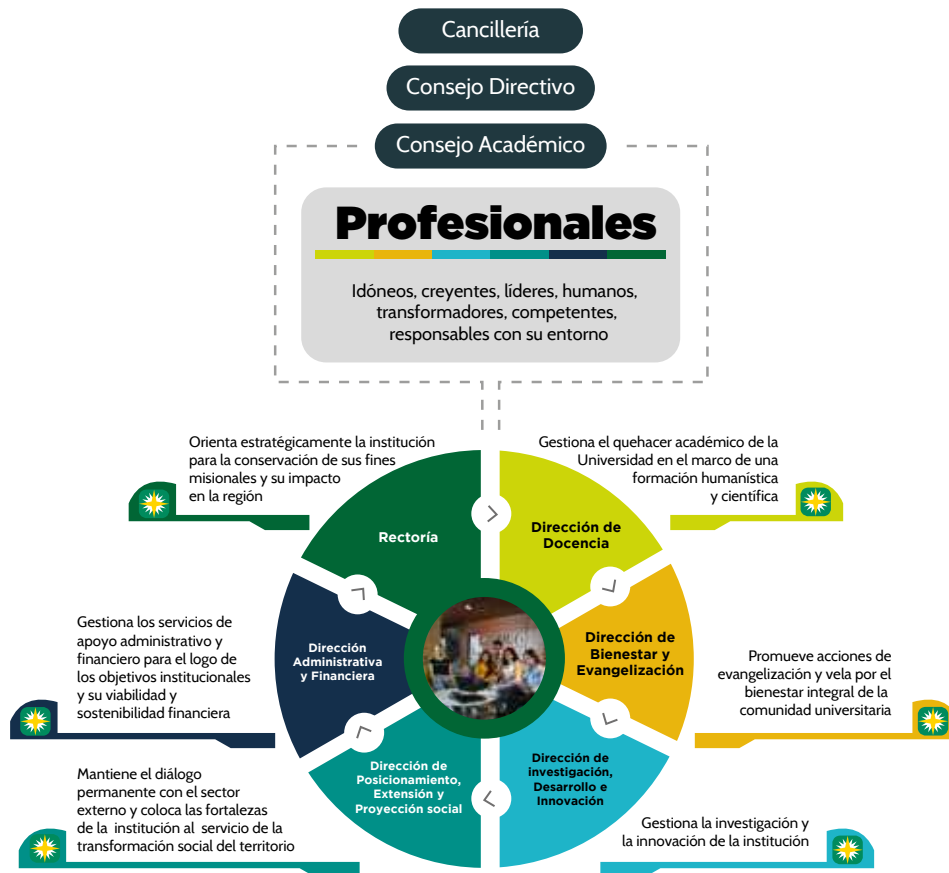 Cancillería
Consejo Directivo
Consejo Académico
Profesionales
Idóneos, creyentes, líderes, humanos,
transformadores, competentes,
responsables con su entorno
Orienta estratégicamente la institución
para la conservación de sus fines
misionales y su impacto
en la región
Gestiona el quehacer académico de la
Universidad en el marco de una
formación humanística
y científica
Rectoría
Dirección de
Docencia
Gestiona los servicios de
apoyo administrativo y
financiero para el logo de
los objetivos institucionales
y su viabilidad y
sostenibilidad financiera
Dirección
Administrativa
y Financiera
Dirección de
Bienestar y
Evangelización
Promueve acciones de
evangelización y vela por el
bienestar integral de la
comunidad universitaria
Mantiene el diálogo
permanente con el sector
externo y coloca las fortalezas
de la institución al servicio de la
transformación social del territorio
Dirección de
Posicionamiento,
Extensión y
Proyección social
Dirección de
investigación,
Desarrollo e
Innovación
Gestiona la investigación y
la innovación de la institución